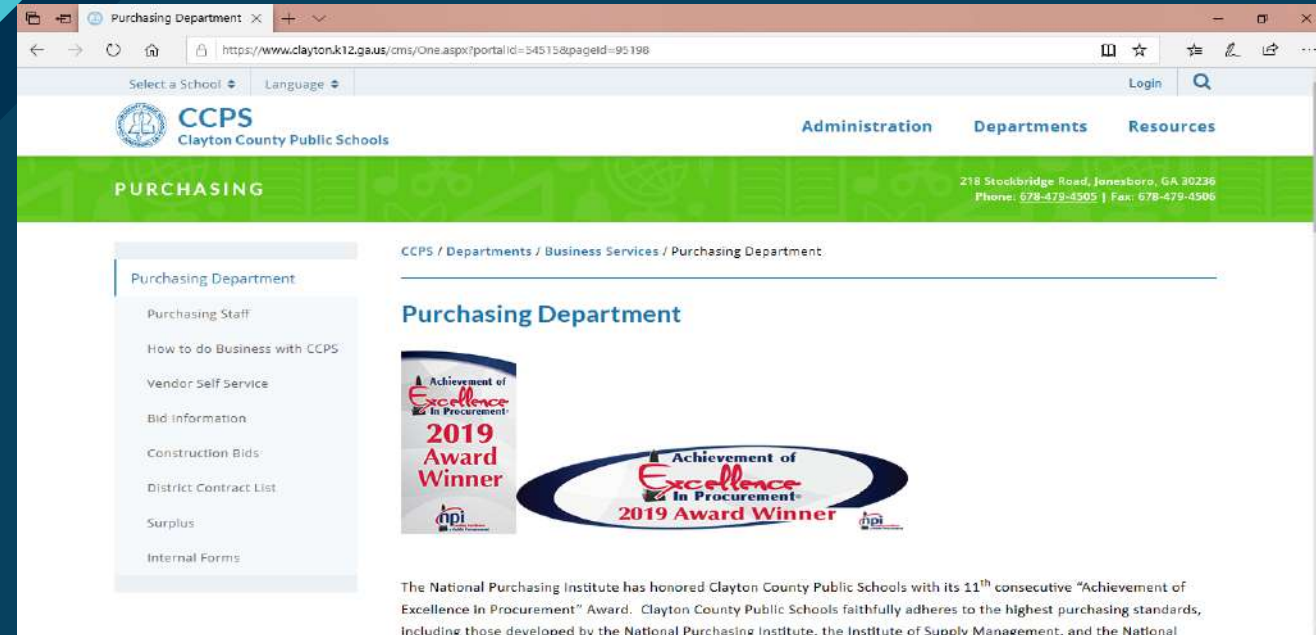 Purchasing Department
https://www.clayton.k12.ga.us/cms/One.aspx?portalId=54515&pageId=95198
Select a School Language Login
CCPS
Clayton County Public Schools
Administration Departments Resources
PURCHASING
218 Stockbridge Road, Jonesboro, GA 30236
Phone: 678-479-4505 | Fax: 678-479-4506
CCPS / Departments / Business Services / Purchasing Department
Purchasing Department
Purchasing Staff
How to do Business with CCPS
Vendor Self Service
Bid Information
Construction Bids
District Contract List
Surplus
Internal Forms
Purchasing Department
Achievement of
Excellence
In Procurement
2019
Award
Winner
npi
Achievement of
Excellence
In Procurement
2019 Award Winner
npi
The National Purchasing Institute has honored Clayton County Public Schools with its 11th consecutive “Achievement of
Excellence in Procurement” Award. Clayton County Public Schools faithfully adheres to the highest purchasing standards,
including those developed by the National Purchasing Institute, the Institute of Supply Management, and the National